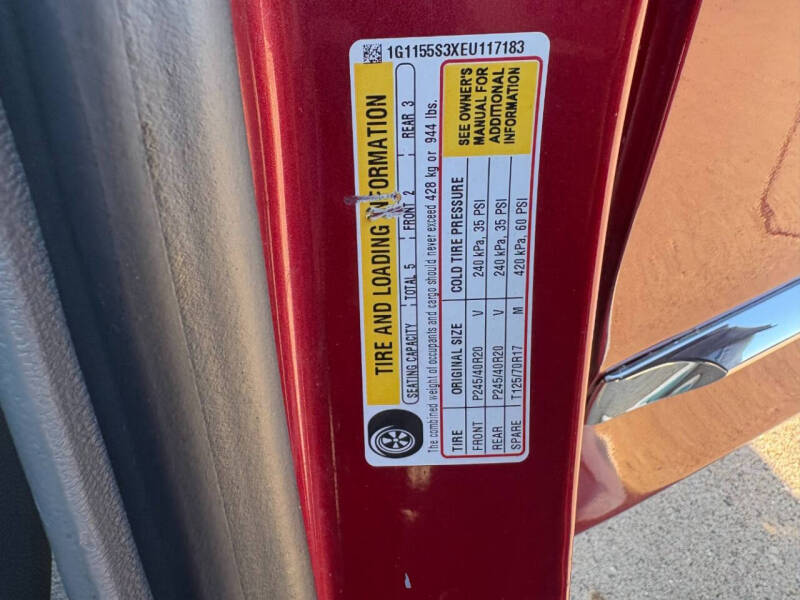 1G1155S3XEU117183
TIRE AND LOADING INFORMATION
SEATING CAPACITY TOTAL 5 FRONT 2 REAR 3
The combined weight of occupants and cargo should never exceed 428 kg or 944 lbs.
TIRE ORIGINAL SIZE COLD TIRE PRESSURE
FRONT P245/40R20 V 240 kPa, 35 PSI
REAR P245/40R20 V 240 kPa, 35 PSI
SPARE T125/70R17 M 420 kPa, 60 PSI
SEE OWNER'S
MANUAL FOR
ADDITIONAL
INFORMATION